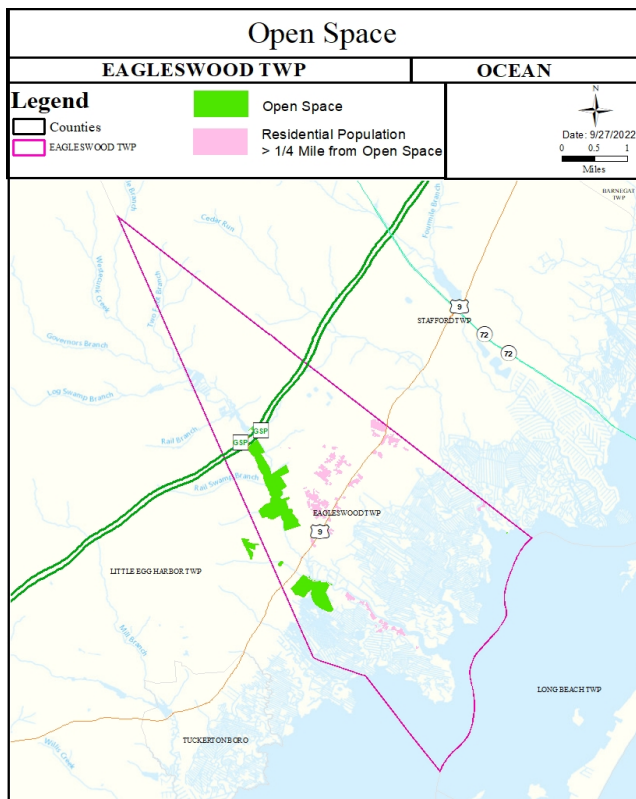 Open Space
EAGLESWOOD TWP
OCEAN
Legend
Counties
EAGLESWOOD TWP
Open Space
Residential Population
> 1/4 Mile from Open Space
N
Date: 9/27/2022
0 0.5 1
Miles
BARNEGAT
TWP
Cedar Run
Fourmile Branch
Governors Branch
Log Swamp Branch
Rail Branch
Rail Swamp Branch
9
STAFFORD TWP
72
72
GSP
GSP
EAGLESWOOD TWP
9
LITTLE EGG HARBOR TWP
Mill Branch
LONG BEACH TWP
TUCKERTON BORO
Willis Creek